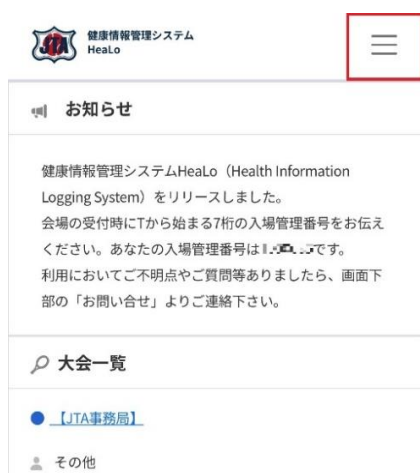 JTA
健康情報管理システム
HeaLo
お知らせ
健康情報管理システムHeaLo（Health Information
Logging System）をリリースしました。
会場の受付時にTから始まる7桁の入場管理番号をお伝え
ください。あなたの入場管理番号は です。
利用においてご不明点やご質問等ありましたら、画面下
部の「お問い合せ」よりご連絡下さい。
大会一覧
【JTA事務局】
その他